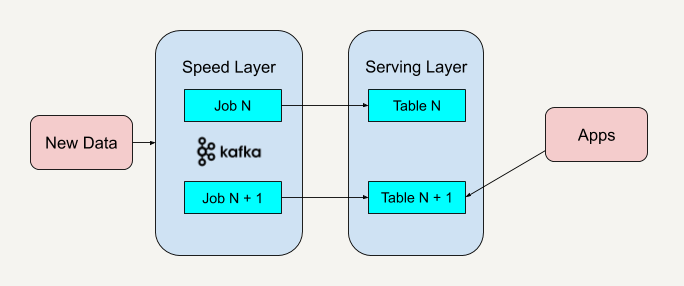 Speed Layer
Serving Layer
Job N
Table N
New Data
kafka
Apps
Job N + 1
Table N + 1